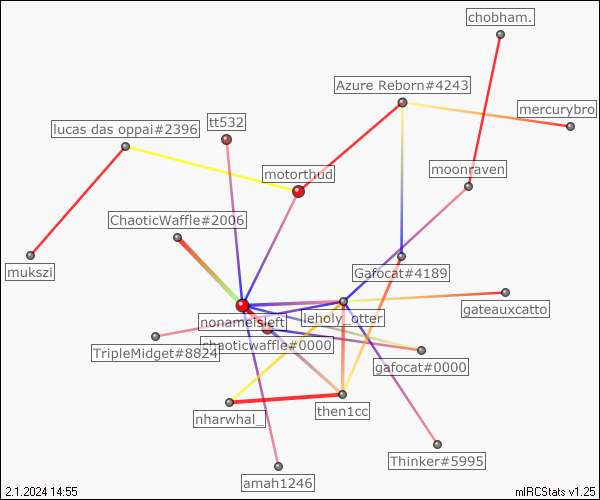 chobham.
Azure Reborn#4243
mercurybro
tt532
lucas das oppai#2396
motorthud
moonraven
ChaoticWaffle#2006
mukszi
Gafocat#4189
gateauxcatto
nonameisleft
leholy_otter
TripleMidget#8824
chaoticwaffle#0000
gafocat#0000
nharwhal_
then1cc
Thinker#5995
amah1246
2.1.2024 14:55
mIRCStats v1.25